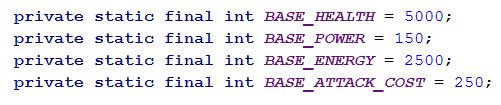 private static final int BASE_HEALTH = 5000;
private static final int BASE_POWER = 150;
private static final int BASE_ENERGY = 2500;
private static final int BASE_ATTACK_COST = 250;